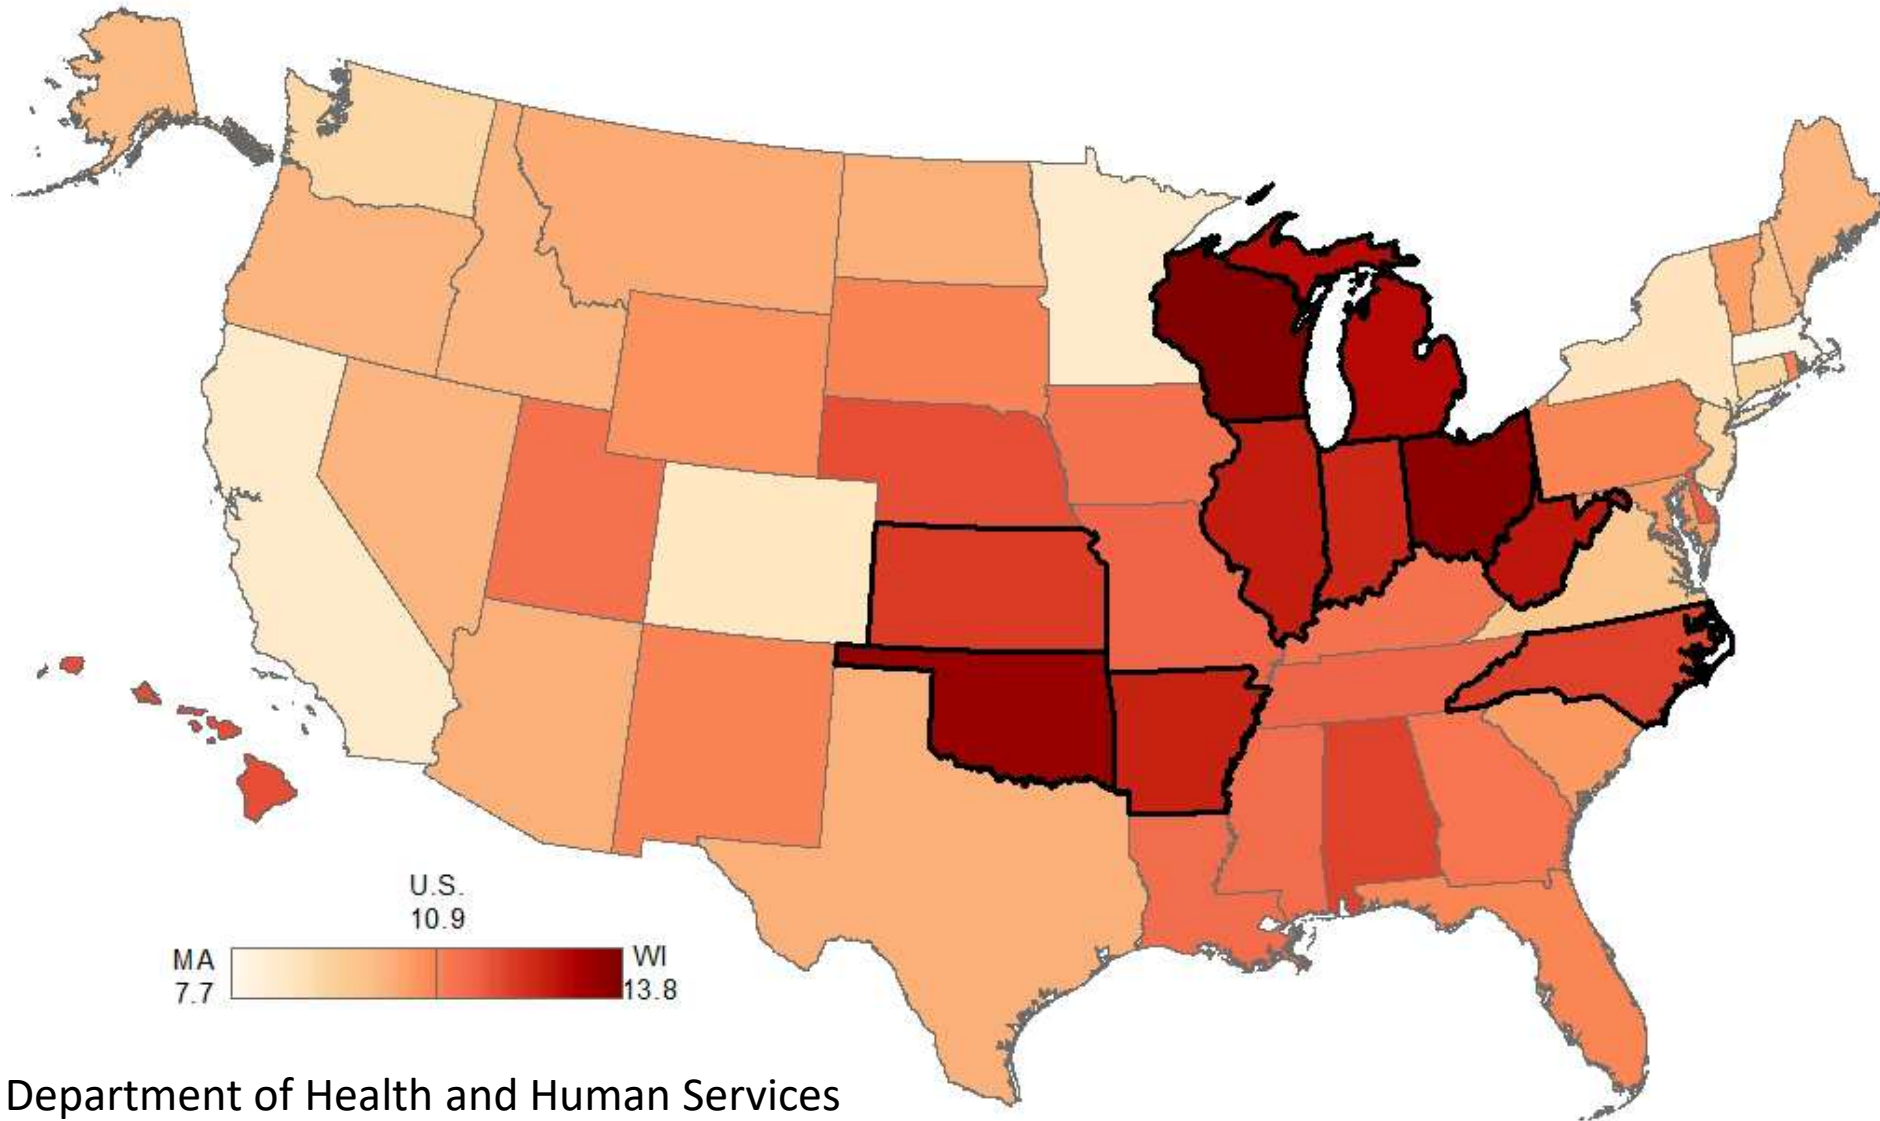 U.S.
10.9
MA
7.7
WI
13.8
Department of Health and Human Services